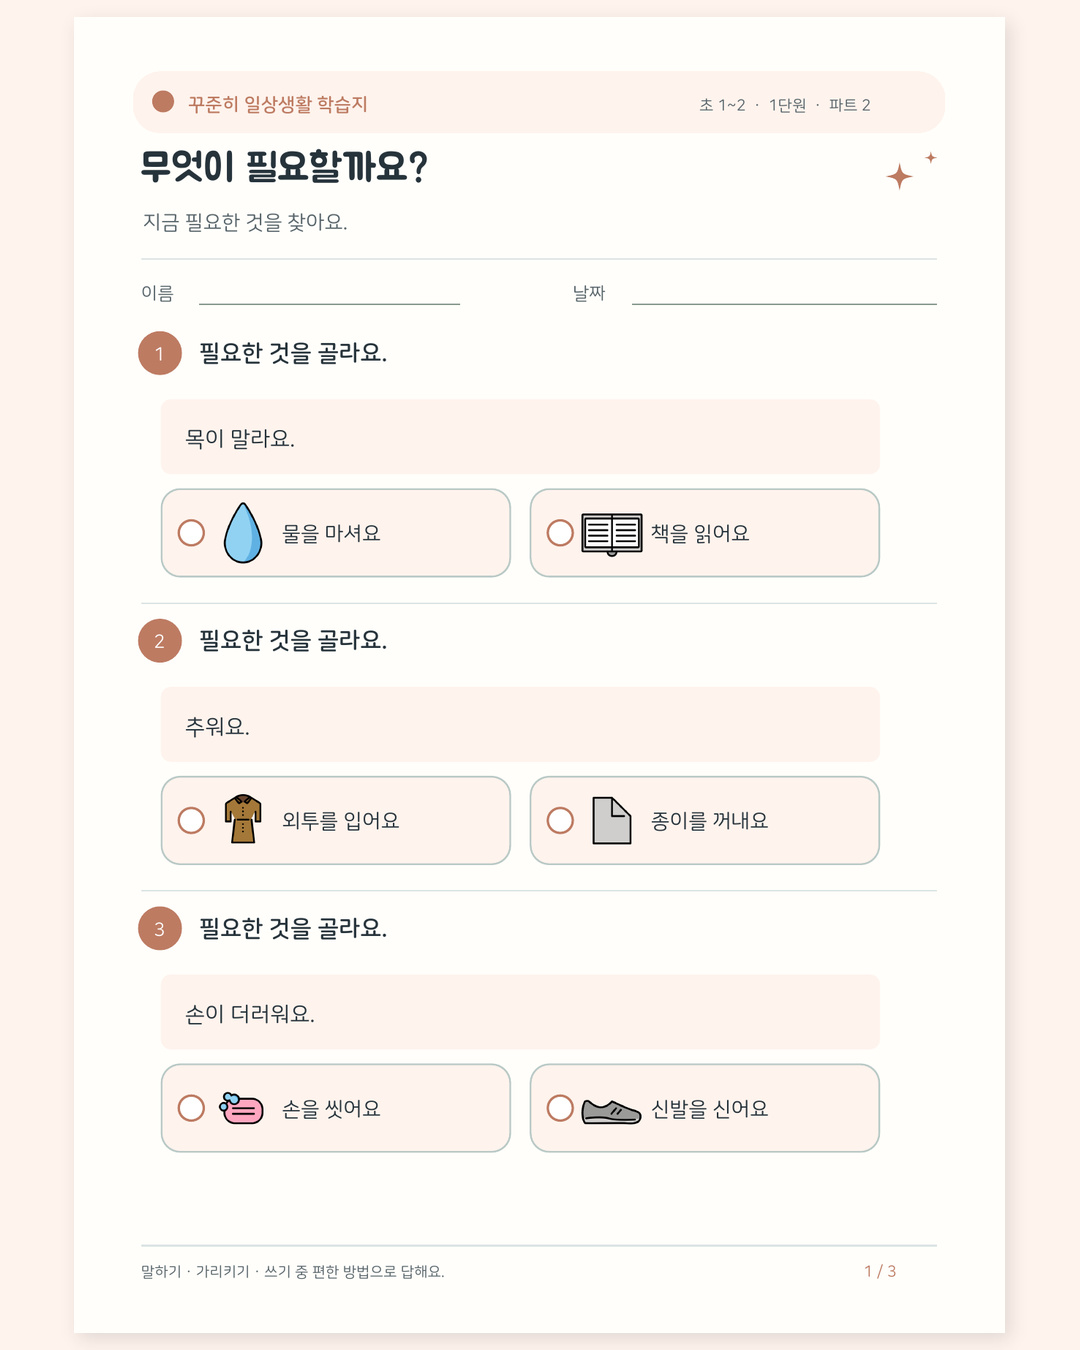 꾸준히 일상생활 학습지
초 1~2 · 1단원 · 파트 2
무엇이 필요할까요?
지금 필요한 것을 찾아요.
이름
날짜
1 필요한 것을 골라요.
목이 말라요.
물을 마셔요
책을 읽어요
2 필요한 것을 골라요.
추워요.
외투를 입어요
종이를 꺼내요
3 필요한 것을 골라요.
손이 더러워요.
손을 씻어요
신발을 신어요
말하기 · 가리키기 · 쓰기 중 편한 방법으로 답해요.
1 / 3